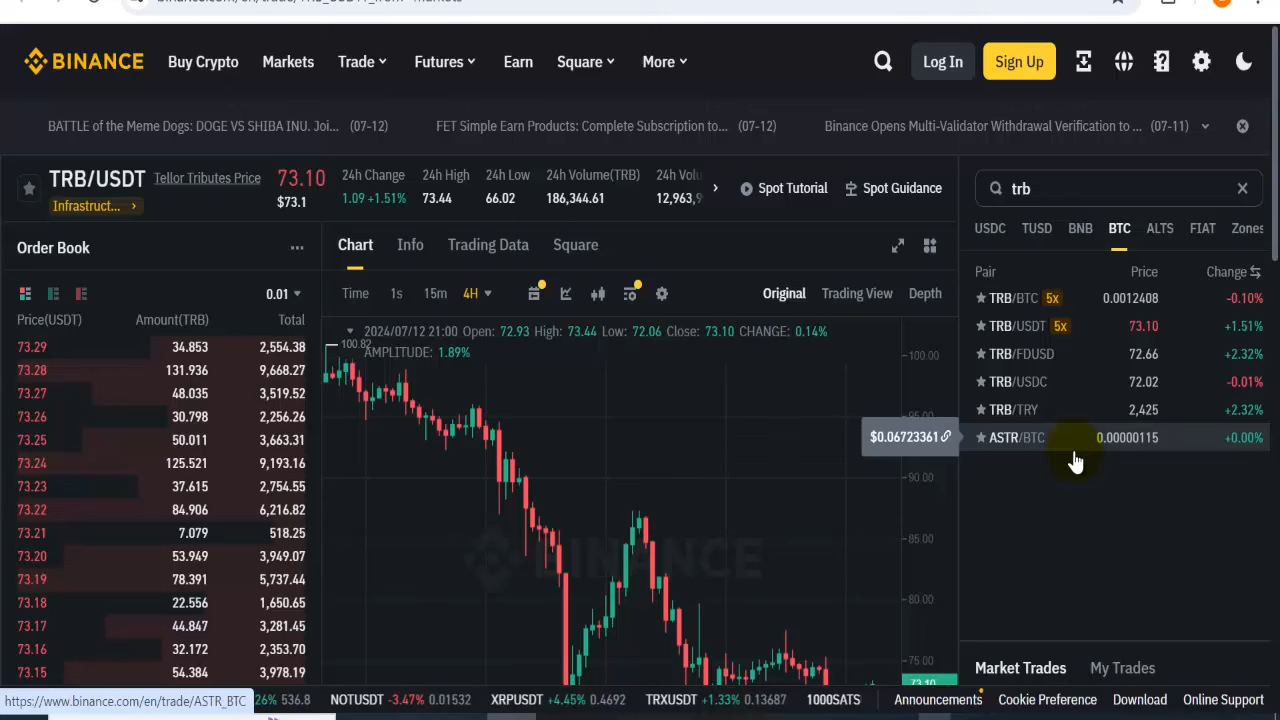 BINANCE Buy Crypto Markets Trade Futures Earn Square More Log In Sign Up
BATTLE of the Meme Dogs: DOGE VS SHIBA INU. Joi... (07-12) FET Simple Earn Products: Complete Subscription to... (07-12) Binance Opens Multi-Validator Withdrawal Verification to ... (07-11)
TRB/USDT Tellor Tributes Price
Infrastruct...
73.10
$73.1
24h Change 24h High 24h Low 24h Volume(TRB) 24h Volu
1.09 +1.51% 73.44 66.02 186,344.61 12,963,9
Spot Tutorial Spot Guidance
Order Book
0.01
Price(USDT) Amount(TRB) Total
73.29 34.853 2,554.38
73.28 131.936 9,668.27
73.27 48.035 3,519.52
73.26 30.798 2,256.26
73.25 50.011 3,663.31
73.24 125.521 9,193.16
73.23 37.615 2,754.55
73.22 84.906 6,216.82
73.21 7.079 518.25
73.20 53.949 3,949.07
73.19 78.391 5,737.44
73.18 22.556 1,650.65
73.17 44.847 3,281.45
73.16 32.172 2,353.70
73.15 54.384 3,978.19
Chart Info Trading Data Square
Time 1s 15m 4H Original Trading View Depth
2024/07/12 21:00 Open: 72.93 High: 73.44 Low: 72.06 Close: 73.10 CHANGE: 0.14%
AMPLITUDE: 1.89%
100.82
100.00
95.00
90.00
85.00
80.00
75.00
73.10
BINANCE
$0.06723361
trb
USDC TUSD BNB BTC ALTS FIAT Zones
Pair Price Change
TRB/BTC 5x 0.0012408 -0.10%
TRB/USDT 5x 73.10 +1.51%
TRB/FDUSD 72.66 +2.32%
TRB/USDC 72.02 -0.01%
TRB/TRY 2,425 +2.32%
ASTR/BTC 0.00000115 +0.00%
Market Trades My Trades
https://www.binance.com/en/trade/ASTR_BTC 26% 536.8 NOTUSDT -3.47% 0.01532 XRPUSDT +4.45% 0.4692 TRXUSDT +1.33% 0.13687 1000SATS Announcements Cookie Preference Download Online Support